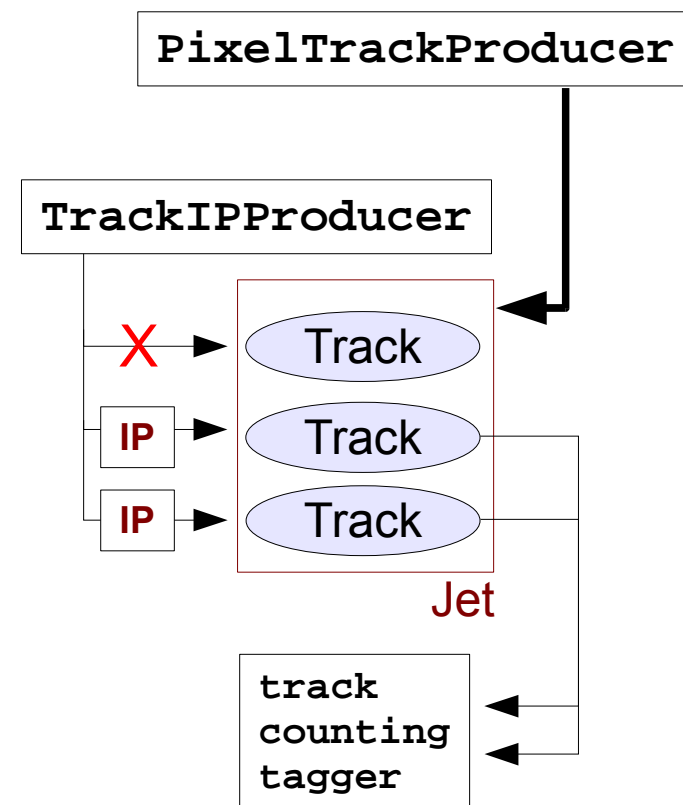 PixelTrackProducer
TrackIPProducer
X
Track
IP
Track
IP
Track
Jet
track
counting
tagger